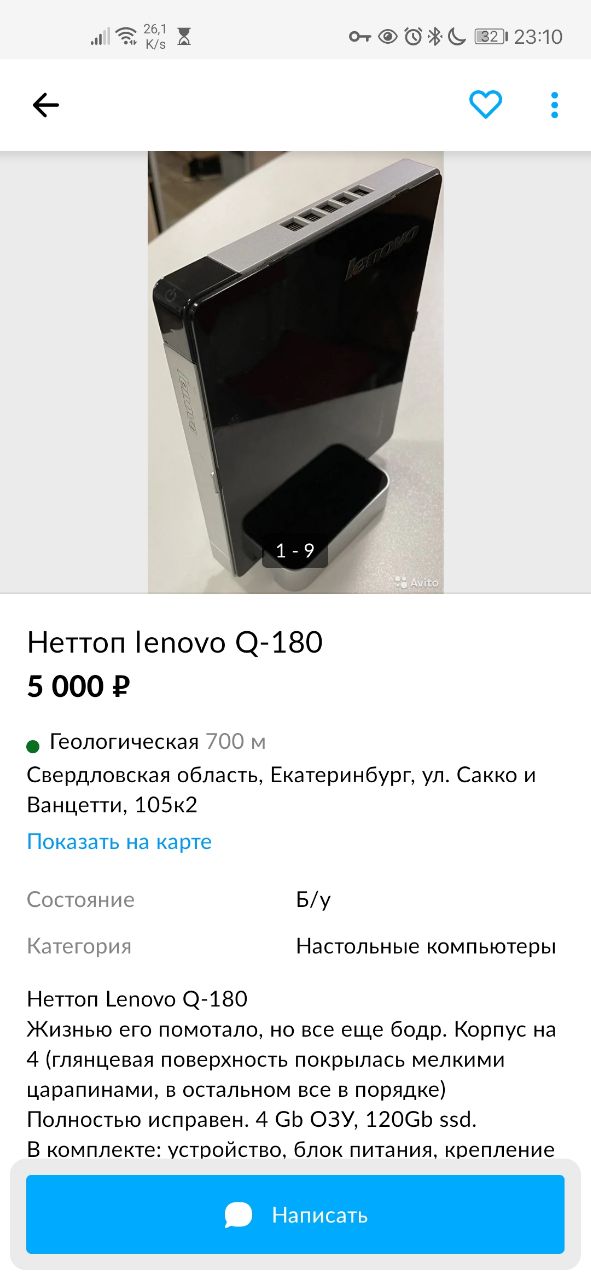 26,1
K/s
32
23:10
lenovo
lenovo
1 - 9
Avito
Неттоп lenovo Q-180
5 000 ₽
Геологическая 700 м
Свердловская область, Екатеринбург, ул. Сакко и
Ванцетти, 105к2
Показать на карте
Состояние Б/у
Категория Настольные компьютеры
Неттоп Lenovo Q-180
Жизнью его помотало, но все еще бодр. Корпус на
4 (глянцевая поверхность покрылась мелкими
царапинами, в остальном все в порядке)
Полностью исправен. 4 Gb ОЗУ, 120Gb ssd.
В комплекте: устройство, блок питания, крепление
Написать